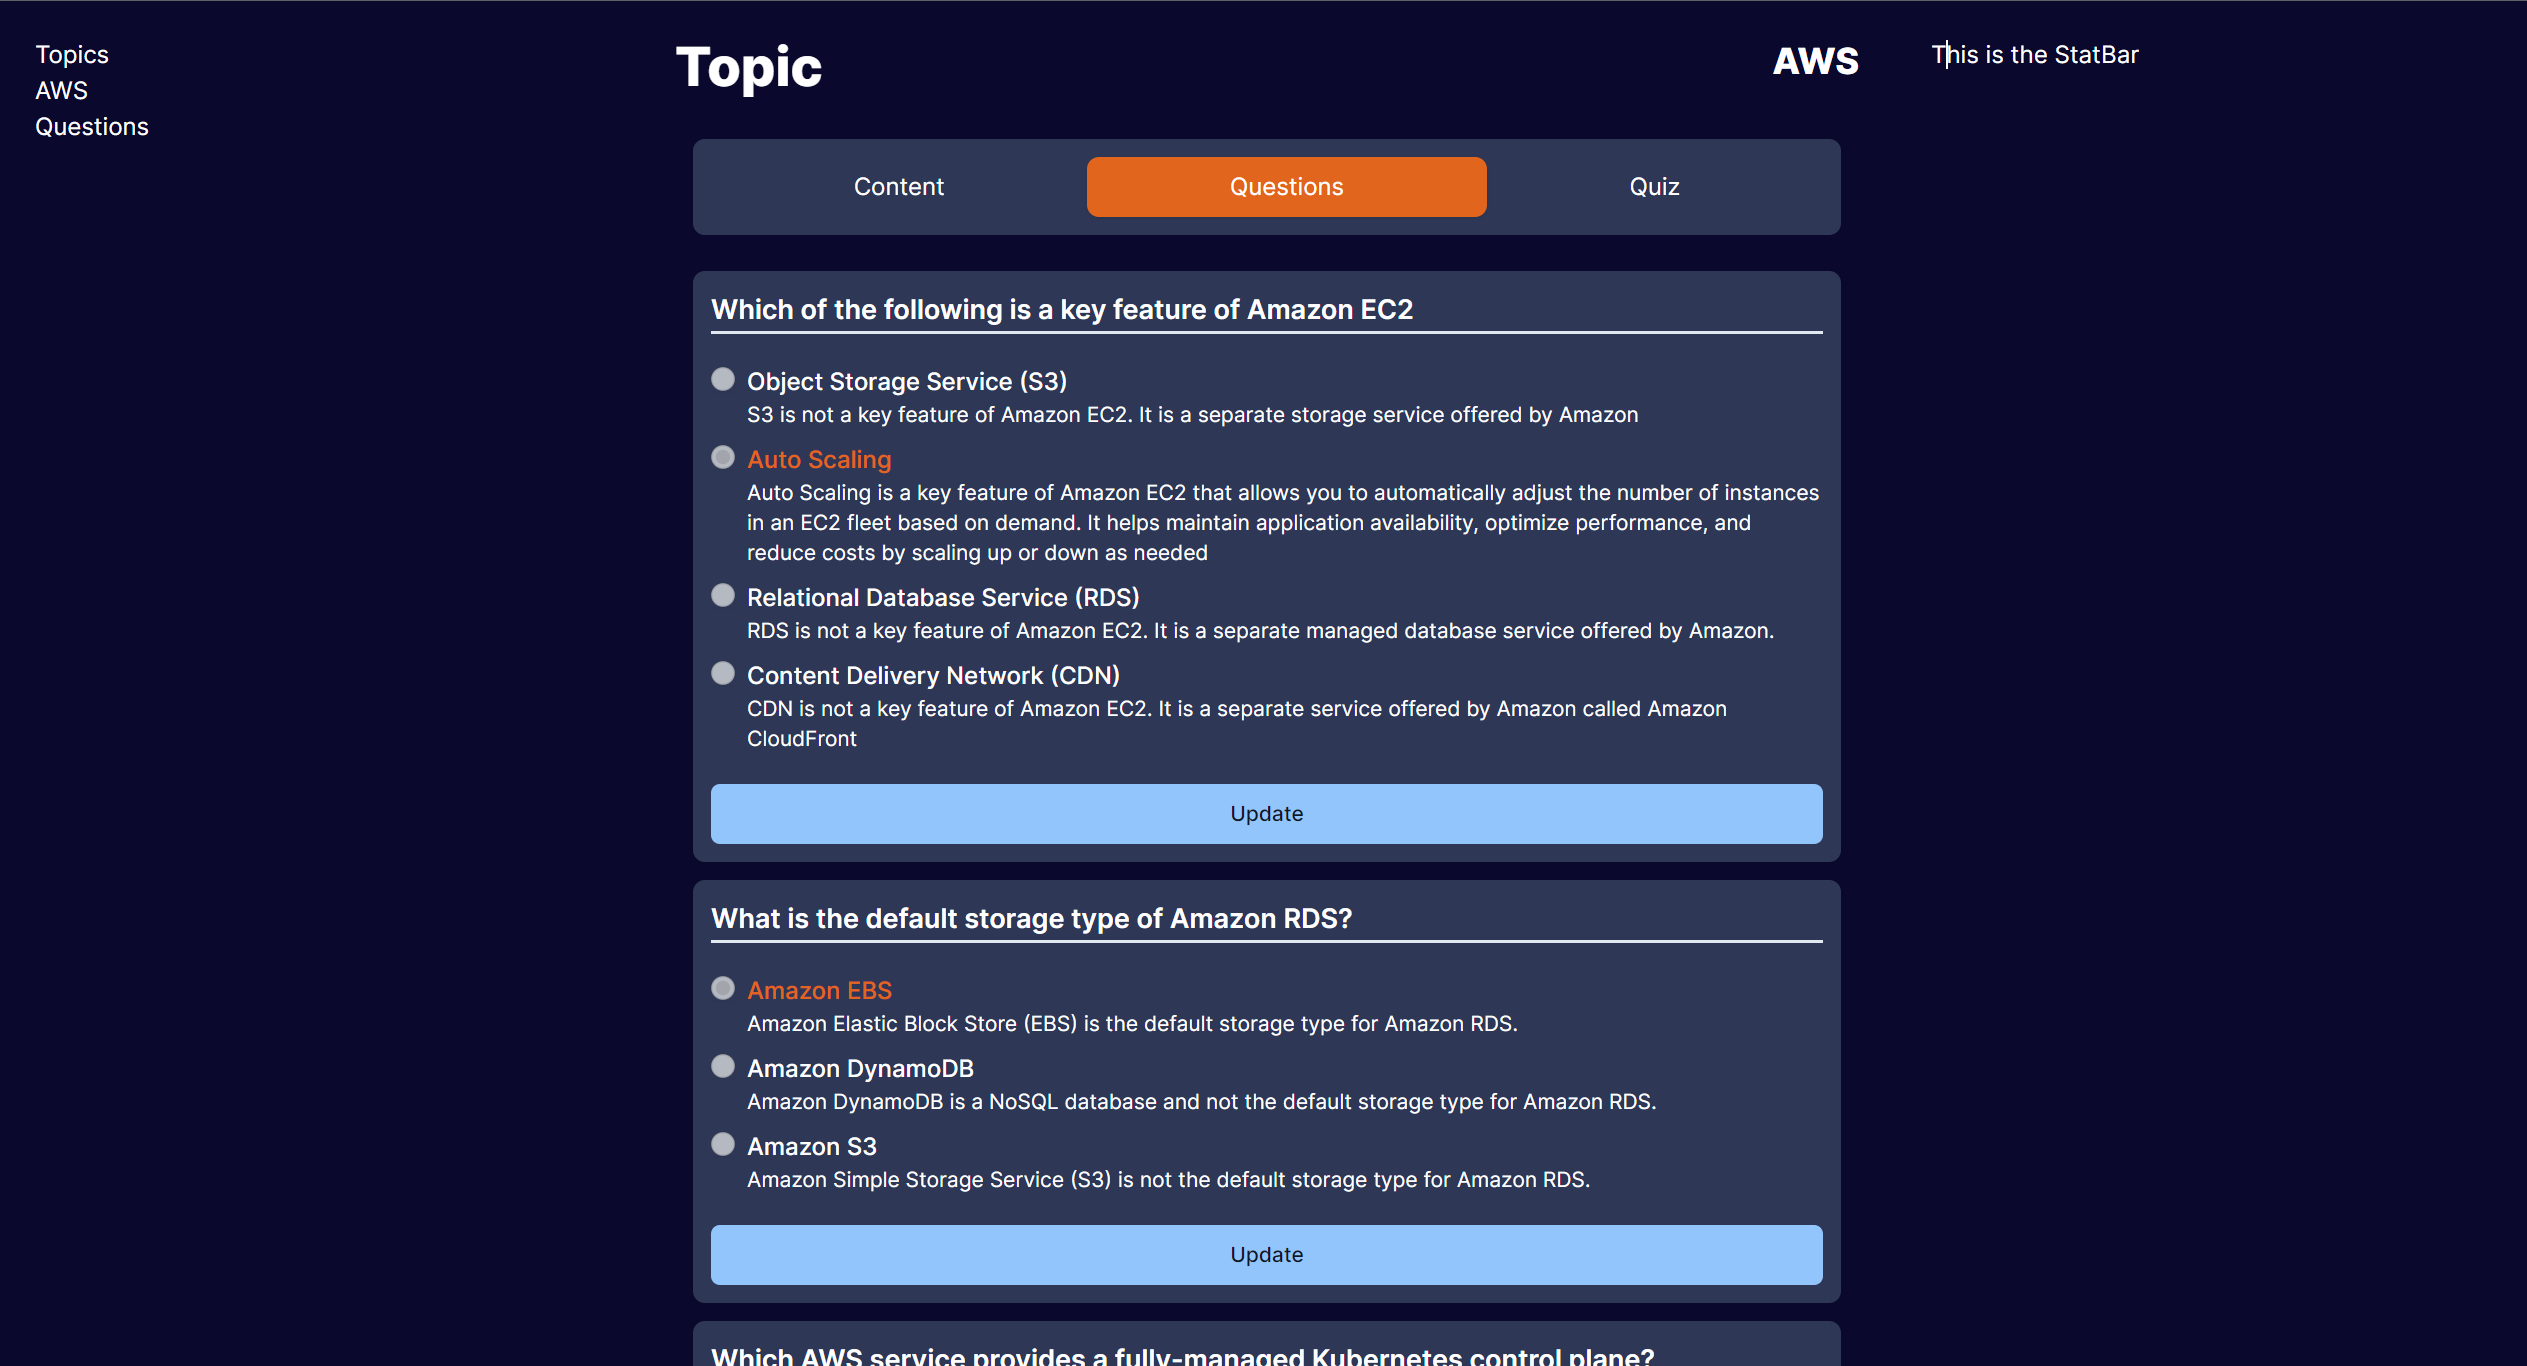 Topics
AWS
Questions
Topic
AWS
This is the StatBar
Content
Questions
Quiz
Which of the following is a key feature of Amazon EC2
Object Storage Service (S3)
S3 is not a key feature of Amazon EC2. It is a separate storage service offered by Amazon
Auto Scaling
Auto Scaling is a key feature of Amazon EC2 that allows you to automatically adjust the number of instances
in an EC2 fleet based on demand. It helps maintain application availability, optimize performance, and
reduce costs by scaling up or down as needed
Relational Database Service (RDS)
RDS is not a key feature of Amazon EC2. It is a separate managed database service offered by Amazon.
Content Delivery Network (CDN)
CDN is not a key feature of Amazon EC2. It is a separate service offered by Amazon called Amazon
CloudFront
Update
What is the default storage type of Amazon RDS?
Amazon EBS
Amazon Elastic Block Store (EBS) is the default storage type for Amazon RDS.
Amazon DynamoDB
Amazon DynamoDB is a NoSQL database and not the default storage type for Amazon RDS.
Amazon S3
Amazon Simple Storage Service (S3) is not the default storage type for Amazon RDS.
Update
Which AWS service provides a fully-managed Kubernetes control plane?